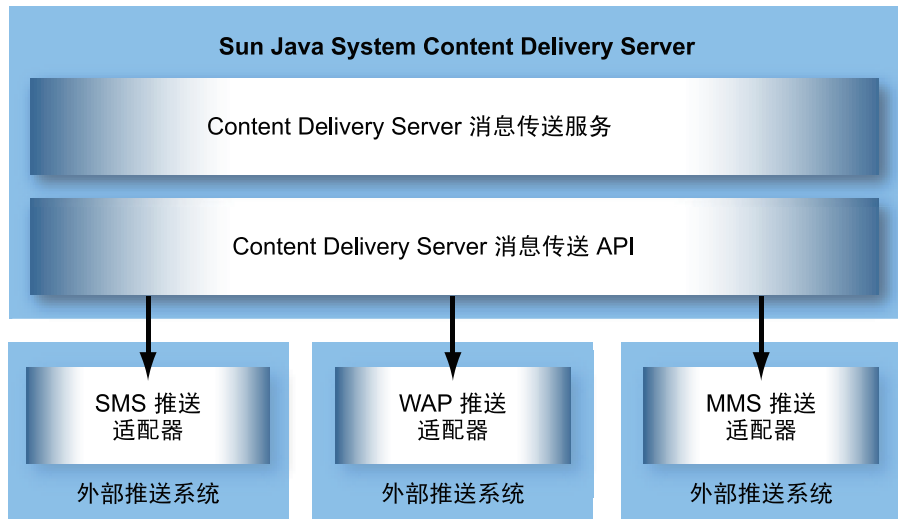 Sun Java System Content Delivery Server
Content Delivery Server 消息传送服务
Content Delivery Server 消息传送 API
SMS 推送
适配器
外部推送系统
WAP 推送
适配器
外部推送系统
MMS 推送
适配器
外部推送系统